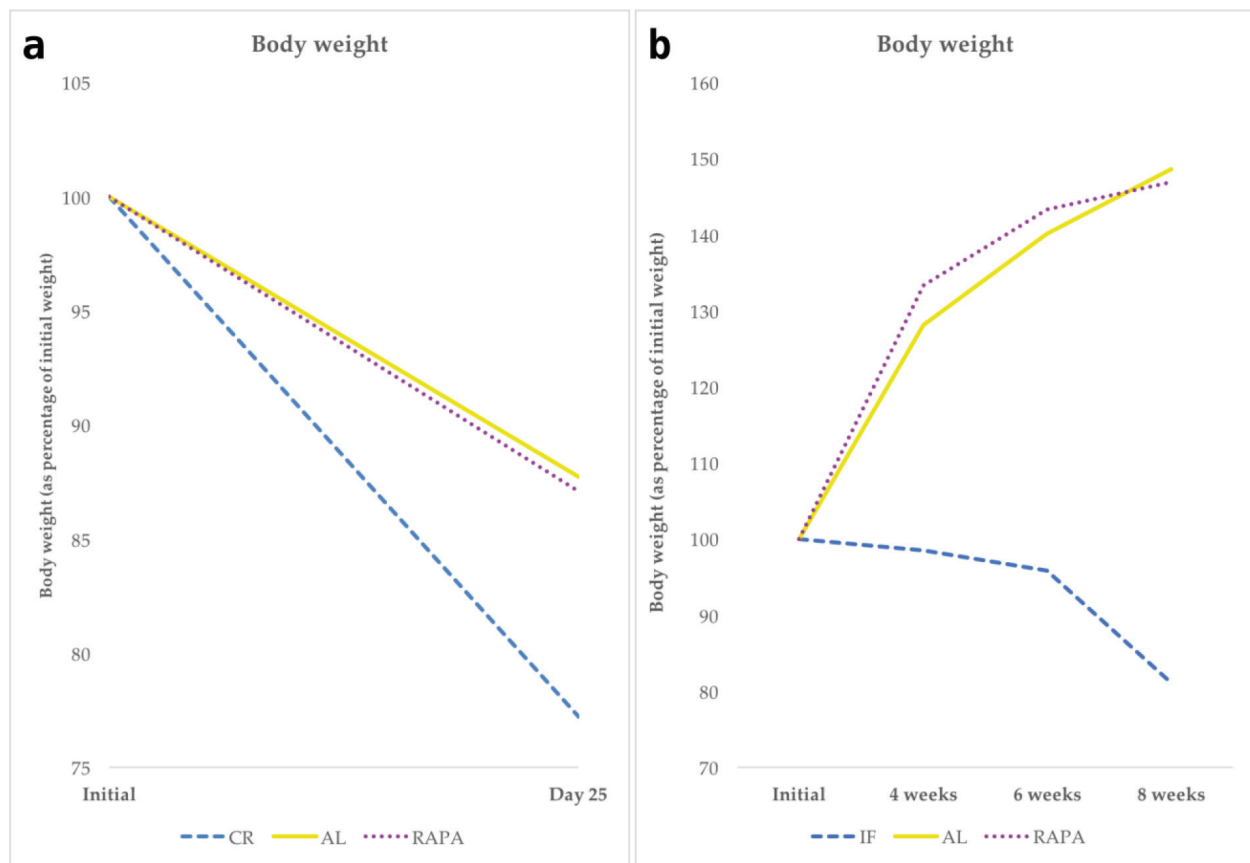 a
Body weight
Body weight (as percentage of initial weight)
105
100
95
90
85
80
75
Initial
Day 25
CR
AL
RAPA
b
Body weight
Body weight (as percentage of initial weight)
160
150
140
130
120
110
100
90
80
70
Initial
4 weeks
6 weeks
8 weeks
IF
AL
RAPA